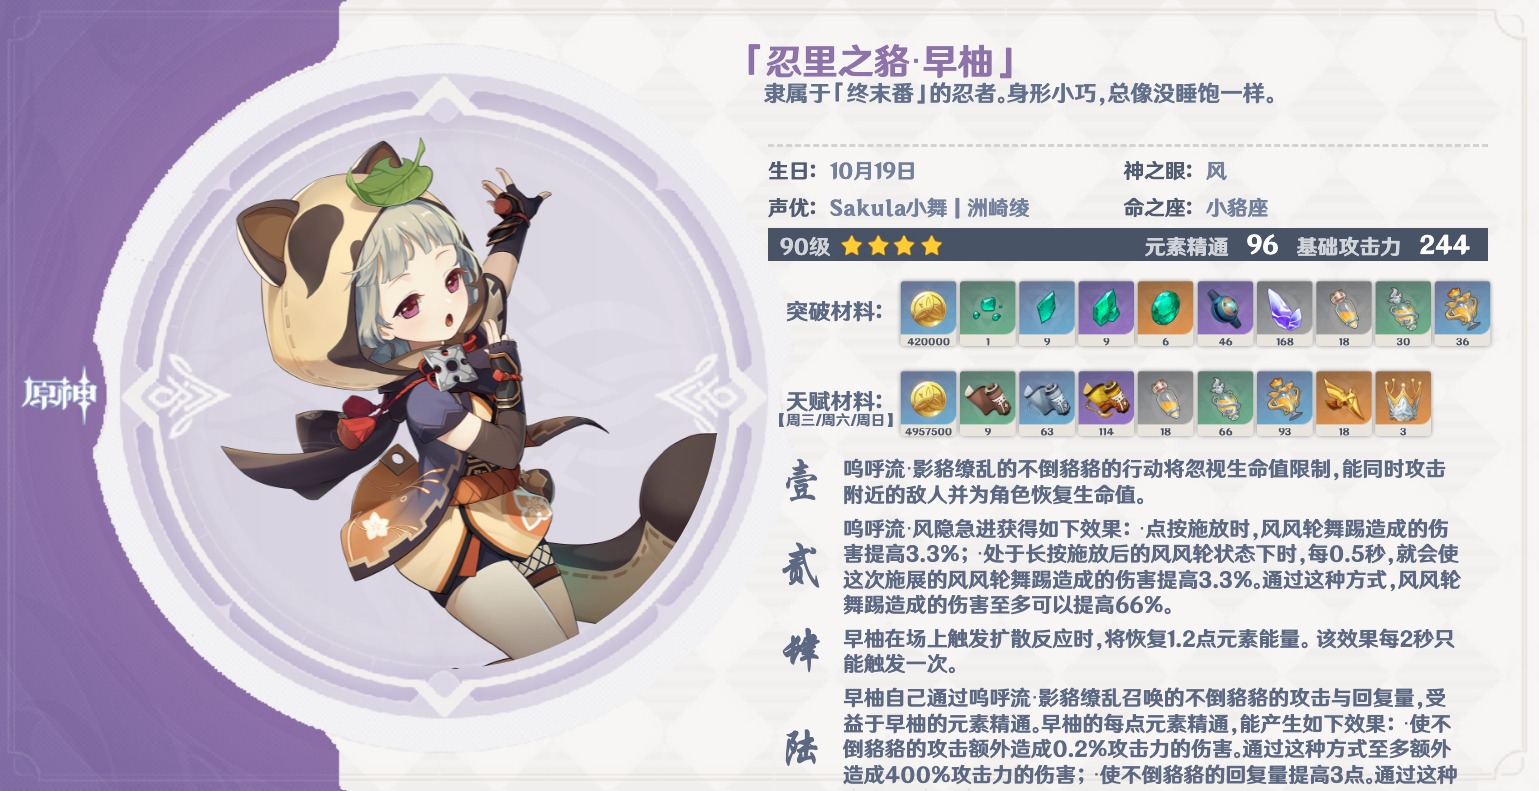 原神
「忍里之貉·早柚」
隶属于「终末番」的忍者。身形小巧,总像没睡饱一样。
生日: 10月19日
神之眼: 风
声优: Sakula小舞 | 洲崎绫
命之座: 小貉座
90级
元素精通 96 基础攻击力 244
突破材料:
420000 1 9 9 6 46 168 18 30 36
天赋材料:
【周三/周六/周日】
4957500 9 63 114 18 66 93 18 3
壹
呜呼流·影貉缭乱的不倒貉貉的行动将忽视生命值限制,能同时攻击
附近的敌人并为角色恢复生命值。
贰
呜呼流·风隐急进获得如下效果: ·点按施放时,风风轮舞踢造成的伤
害提高3.3%; ·处于长按施放后的风风轮状态下时,每0.5秒,就会使
这次施展的风风轮舞踢造成的伤害提高3.3%。通过这种方式,风风轮
舞踢造成的伤害至多可以提高66%。
肆
早柚在场上触发扩散反应时,将恢复1.2点元素能量。该效果每2秒只
能触发一次。
陆
早柚自己通过呜呼流·影貉缭乱召唤的不倒貉貉的攻击与回复量,受
益于早柚的元素精通。早柚的每点元素精通,能产生如下效果: ·使不
倒貉貉的攻击额外造成0.2%攻击力的伤害。通过这种方式至多额外
造成400%攻击力的伤害; ·使不倒貉貉的回复量提高3点。通过这种